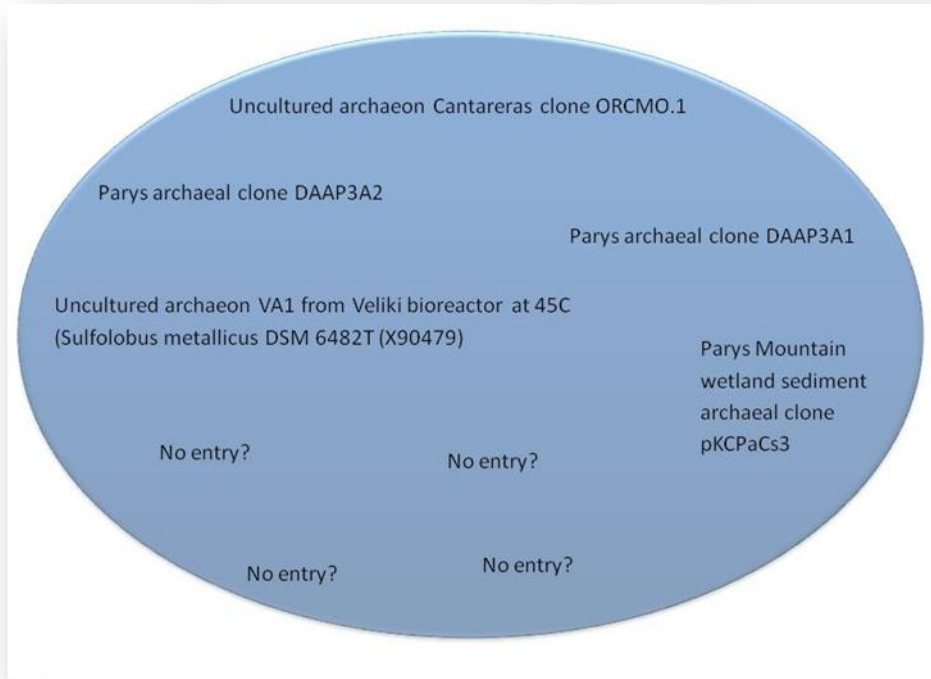 Uncultured archaeon Cantareras clone ORCMO.1
Parys archaeal clone DAAP3A2
Parys archaeal clone DAAP3A1
Uncultured archaeon VA1 from Veliki bioreactor at 45C
(Sulfolobus metallicus DSM 6482T (X90479)
Parys Mountain
wetland sediment
archaeal clone
pKCPaCs3
No entry?
No entry?
No entry?
No entry?